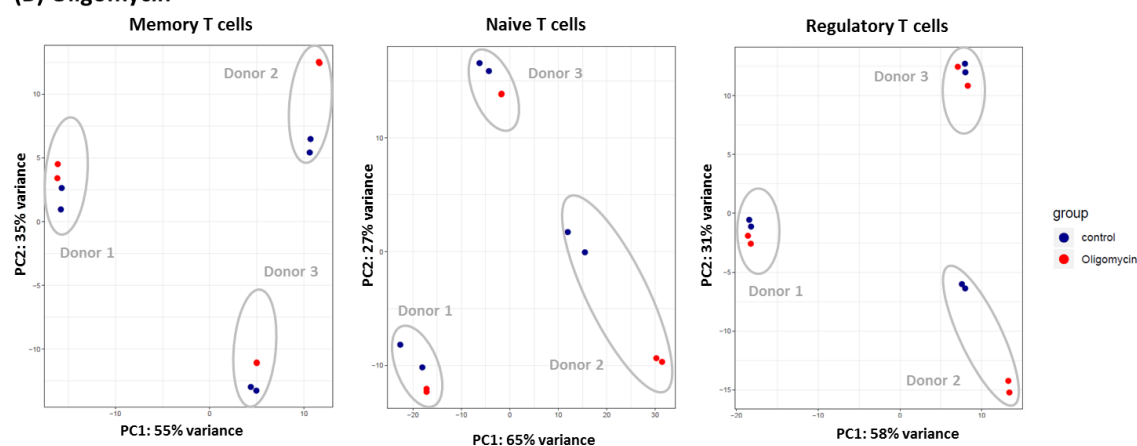 (B) Oligomycin
Memory T cells
Donor 2
Donor 1
Donor 3
10
5
0
−5
−10
−10
0
10
PC2: 35% variance
PC1: 55% variance
Naive T cells
Donor 3
Donor 1
Donor 2
10
0
−10
−20
−10
0
10
20
30
PC2: 27% variance
PC1: 65% variance
Regulatory T cells
Donor 3
Donor 1
Donor 2
10
5
0
−5
−10
−15
−20
−10
0
10
PC2: 31% variance
PC1: 58% variance
group
control
Oligomycin